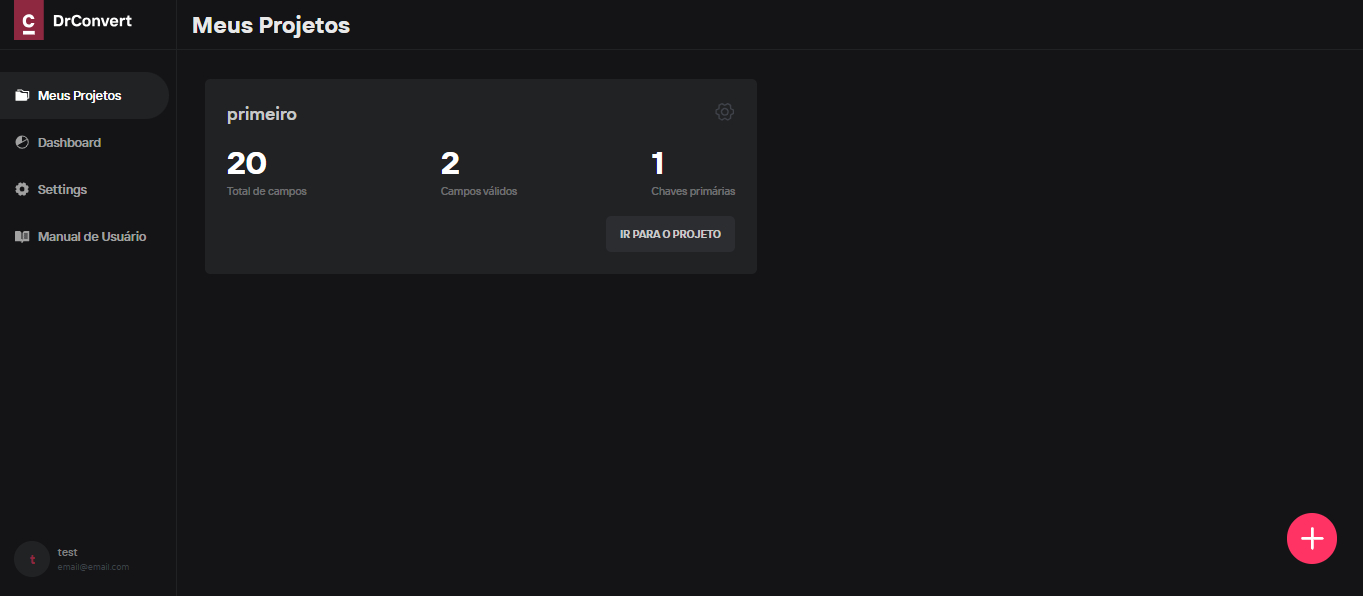 C
DrConvert
Meus Projetos
Meus Projetos
Dashboard
Settings
Manual de Usuário
primeiro
20
2
1
Total de campos
Campos válidos
Chaves primárias
IR PARA O PROJETO
t
test
email@email.com